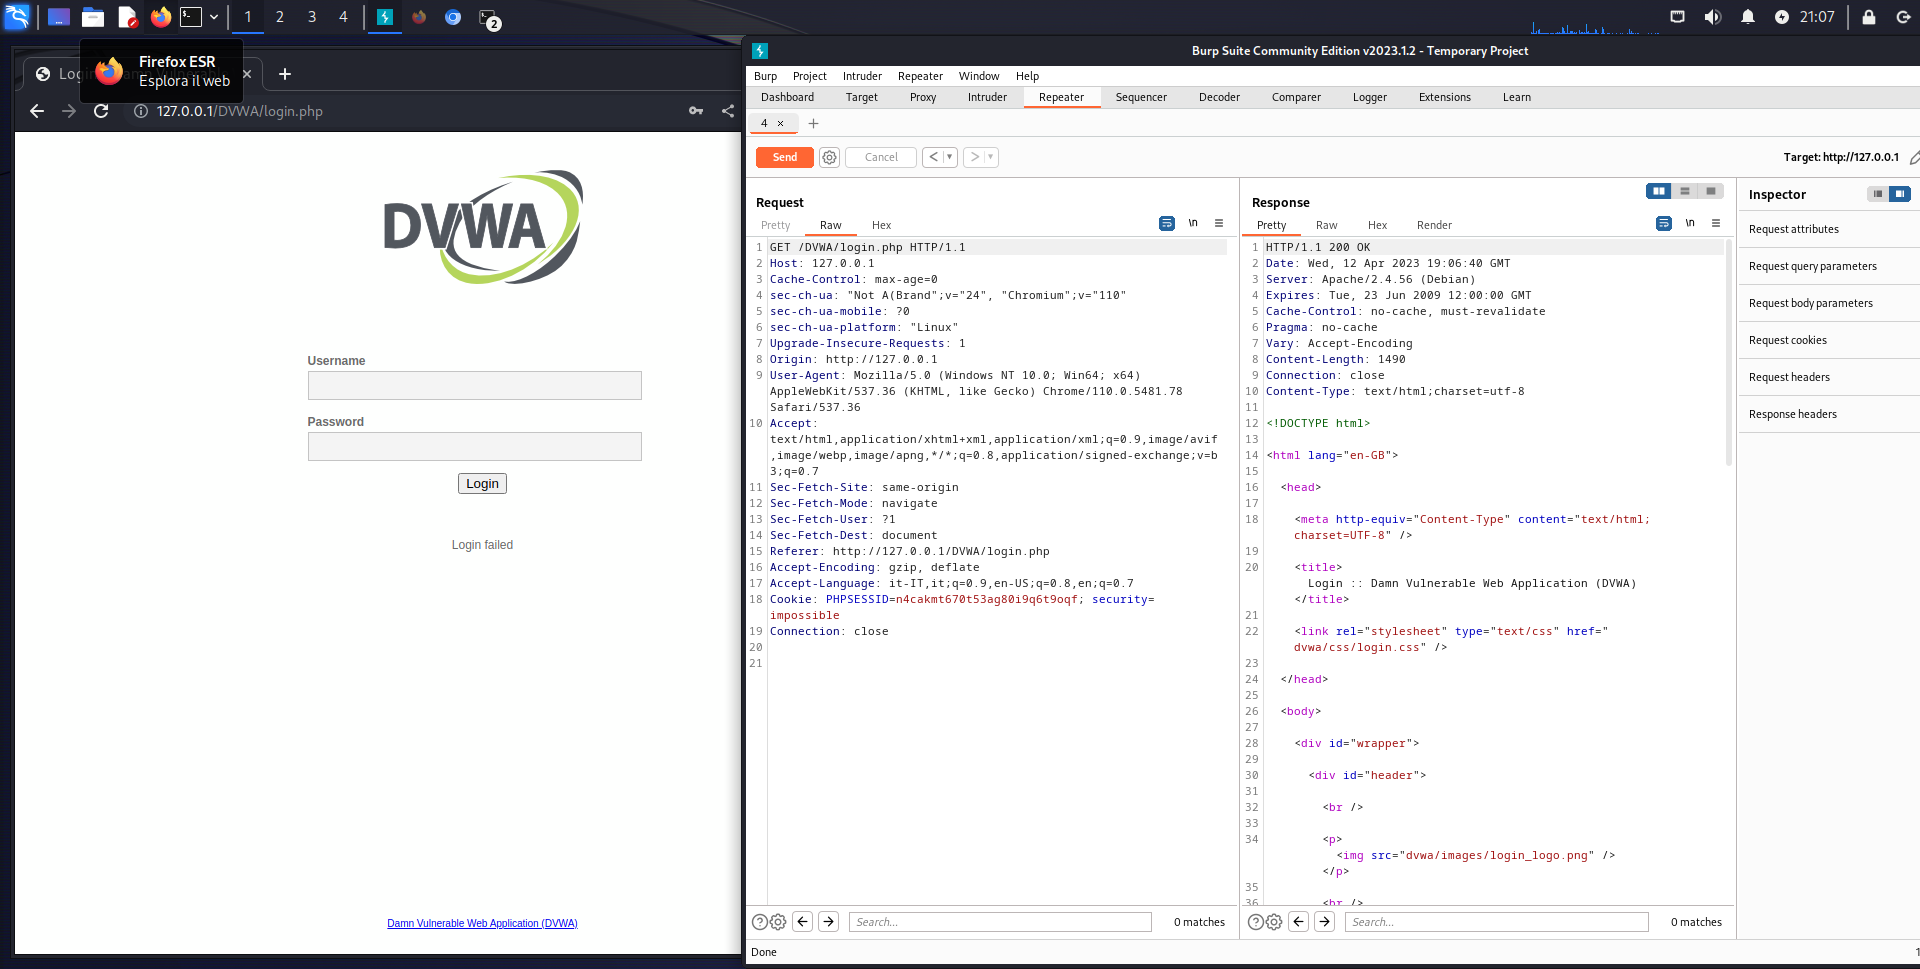 1 2 3 4 2 21:07
Firefox ESR
Esplora il web
127.0.0.1/DVWA/login.php
DVWA
Username
Password
Login
Login failed
Damn Vulnerable Web Application (DVWA)
Burp Suite Community Edition v2023.1.2 - Temporary Project
Burp Project Intruder Repeater Window Help
Dashboard Target Proxy Intruder Repeater Sequencer Decoder Comparer Logger Extensions Learn
4 × +
Send Cancel < > Target: http://127.0.0.1
Request
Pretty Raw Hex \n
1 GET /DVWA/login.php HTTP/1.1
2 Host: 127.0.0.1
3 Cache-Control: max-age=0
4 sec-ch-ua: "Not A(Brand";v="24", "Chromium";v="110"
5 sec-ch-ua-mobile: ?0
6 sec-ch-ua-platform: "Linux"
7 Upgrade-Insecure-Requests: 1
8 Origin: http://127.0.0.1
9 User-Agent: Mozilla/5.0 (Windows NT 10.0; Win64; x64)
AppleWebKit/537.36 (KHTML, like Gecko) Chrome/110.0.5481.78
Safari/537.36
10 Accept:
text/html,application/xhtml+xml,application/xml;q=0.9,image/avif
,image/webp,image/apng,*/*;q=0.8,application/signed-exchange;v=b
3;q=0.7
11 Sec-Fetch-Site: same-origin
12 Sec-Fetch-Mode: navigate
13 Sec-Fetch-User: ?1
14 Sec-Fetch-Dest: document
15 Referer: http://127.0.0.1/DVWA/login.php
16 Accept-Encoding: gzip, deflate
17 Accept-Language: it-IT,it;q=0.9,en-US;q=0.8,en;q=0.7
18 Cookie: PHPSESSID=n4cakmt670t53ag80i9q6t9oqf; security=
impossible
19 Connection: close
20
21
Search... 0 matches
Response
Pretty Raw Hex Render \n
1 HTTP/1.1 200 OK
2 Date: Wed, 12 Apr 2023 19:06:40 GMT
3 Server: Apache/2.4.56 (Debian)
4 Expires: Tue, 23 Jun 2009 12:00:00 GMT
5 Cache-Control: no-cache, must-revalidate
6 Pragma: no-cache
7 Vary: Accept-Encoding
8 Content-Length: 1490
9 Connection: close
10 Content-Type: text/html;charset=utf-8
11
12 <!DOCTYPE html>
13
14 <html lang="en-GB">
15
16 <head>
17
18 <meta http-equiv="Content-Type" content="text/html;
charset=UTF-8" />
19
20 <title>
Login :: Damn Vulnerable Web Application (DVWA)
</title>
21
22 <link rel="stylesheet" type="text/css" href="
dvwa/css/login.css" />
23
24 </head>
25
26 <body>
27
28 <div id="wrapper">
29
30 <div id="header">
31
32 <br />
33
34 <p>
<img src="dvwa/images/login_logo.png" />
</p>
35
36 <br />
Search... 0 matches
Inspector
Request attributes
Request query parameters
Request body parameters
Request cookies
Request headers
Response headers
Done